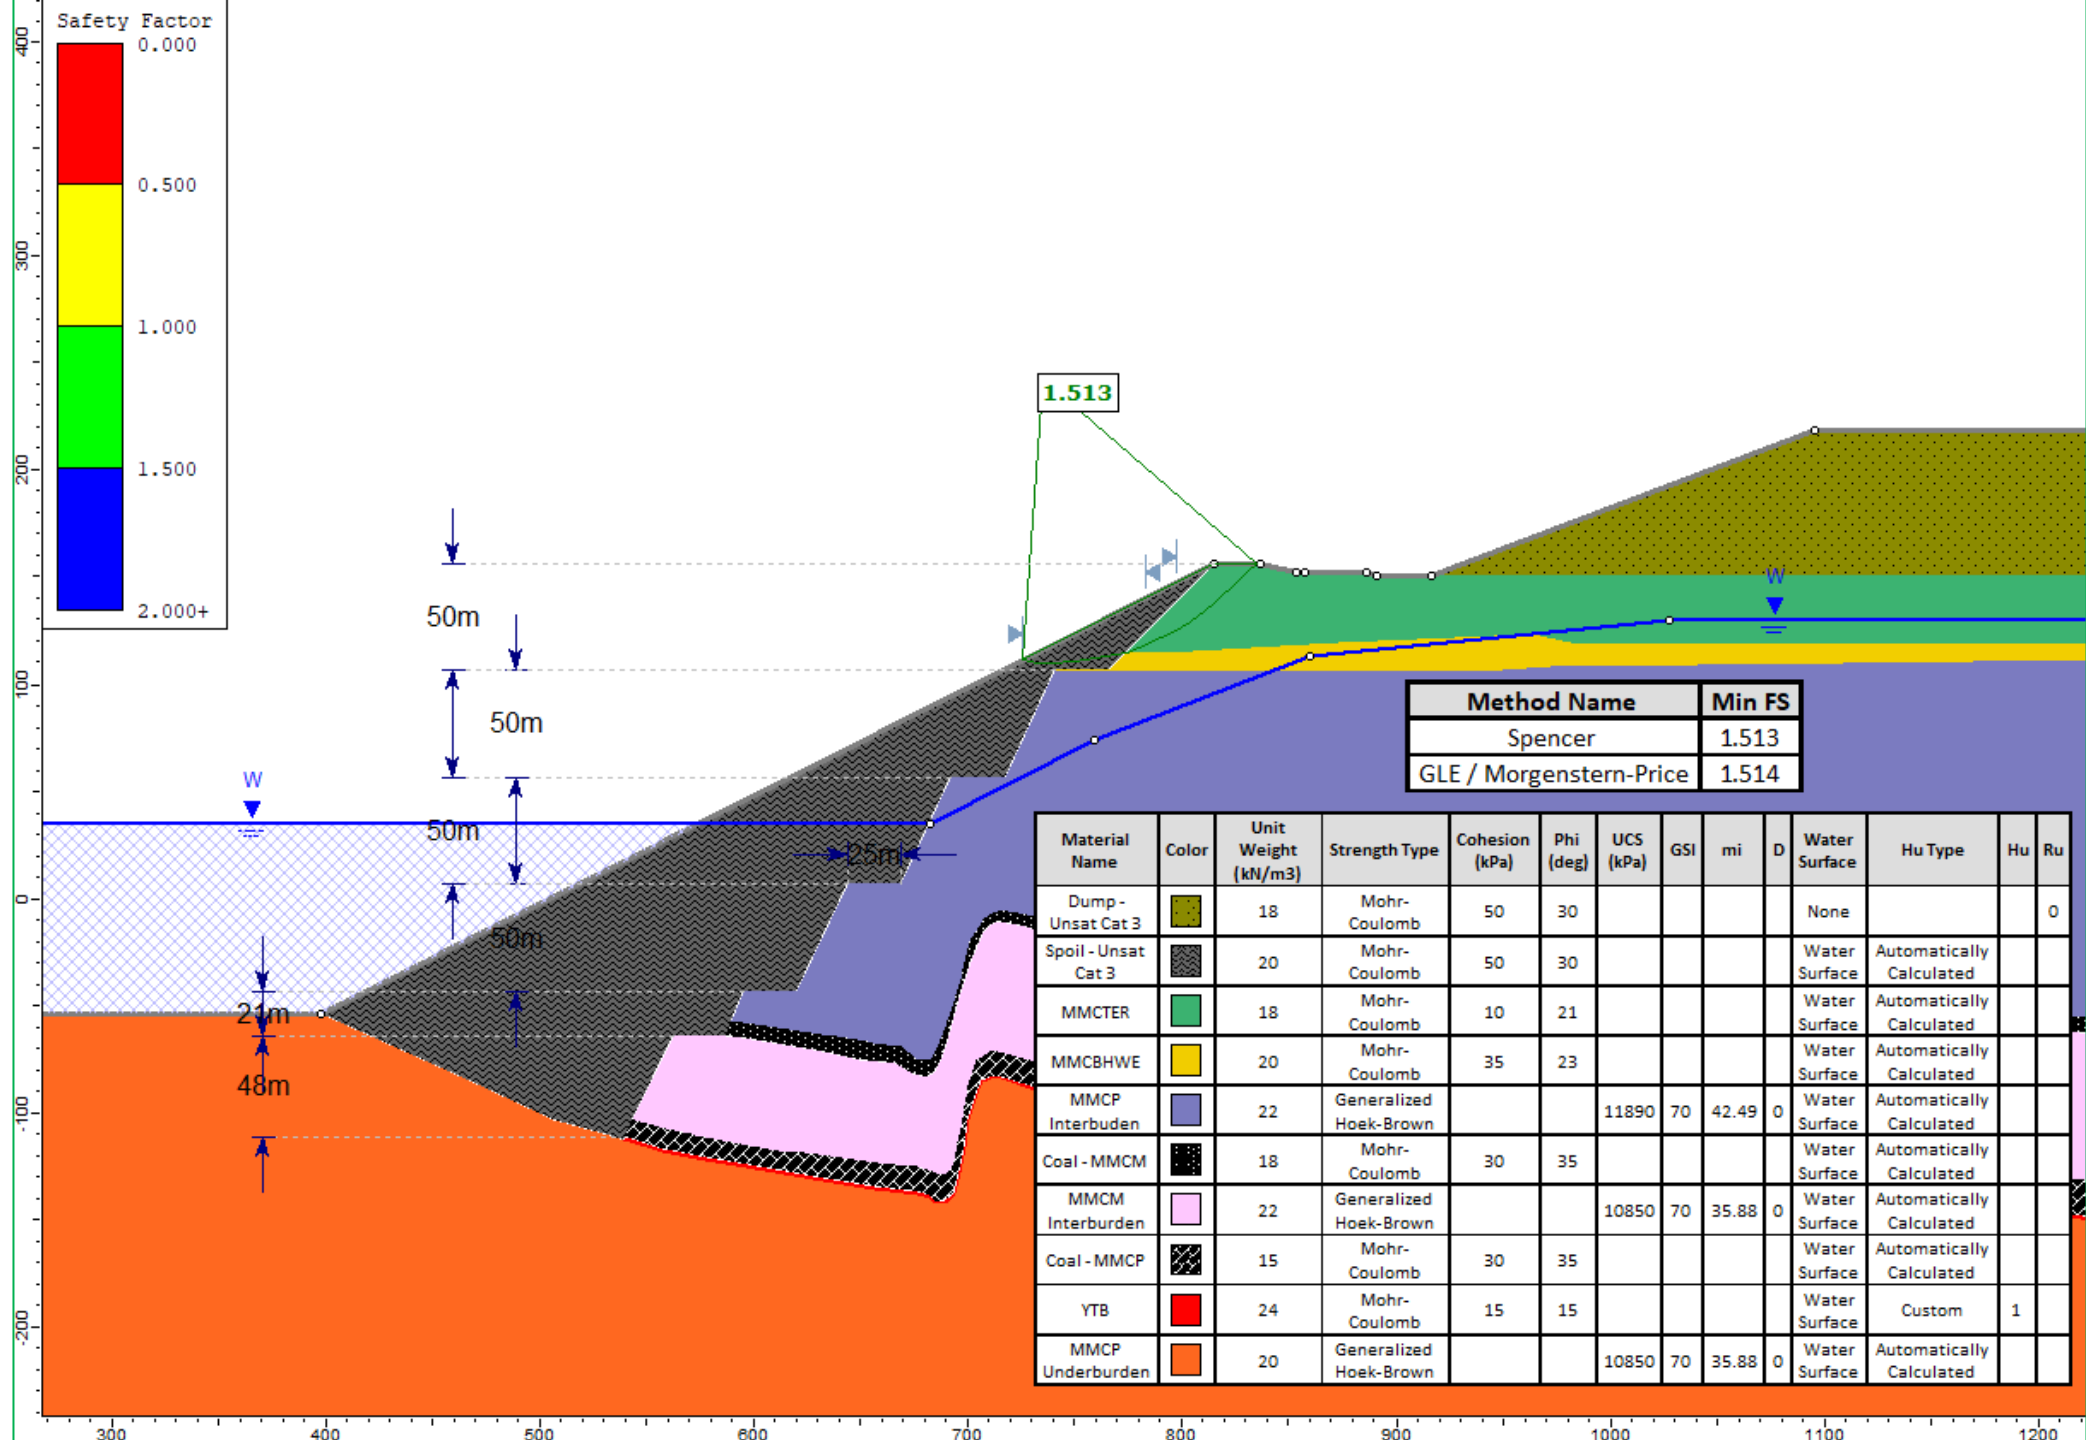 Safety Factor
0.000
0.500
1.000
1.500
2.000+
400
300
200
100
0
-100
-200
300
400
500
600
700
800
900
1000
1100
1200
1.513
50m
50m
50m
25m
50m
21m
48m
W
W
Method Name Min FS
Spencer 1.513
GLE / Morgenstern-Price 1.514
Material Name Color Unit Weight (kN/m3) Strength Type Cohesion (kPa) Phi (deg) UCS (kPa) GSI mi D Water Surface Hu Type Hu Ru
Dump - Unsat Cat 3 18 Mohr-Coulomb 50 30 None 0
Spoil - Unsat Cat 3 20 Mohr-Coulomb 50 30 Water Surface Automatically Calculated
MMCTER 18 Mohr-Coulomb 10 21 Water Surface Automatically Calculated
MMCBHWE 20 Mohr-Coulomb 35 23 Water Surface Automatically Calculated
MMCP Interbuden 22 Generalized Hoek-Brown 11890 70 42.49 0 Water Surface Automatically Calculated
Coal - MMCM 18 Mohr-Coulomb 30 35 Water Surface Automatically Calculated
MMCM Interburden 22 Generalized Hoek-Brown 10850 70 35.88 0 Water Surface Automatically Calculated
Coal - MMCP 15 Mohr-Coulomb 30 35 Water Surface Automatically Calculated
YTB 24 Mohr-Coulomb 15 15 Water Surface Custom 1
MMCP Underburden 20 Generalized Hoek-Brown 10850 70 35.88 0 Water Surface Automatically Calculated